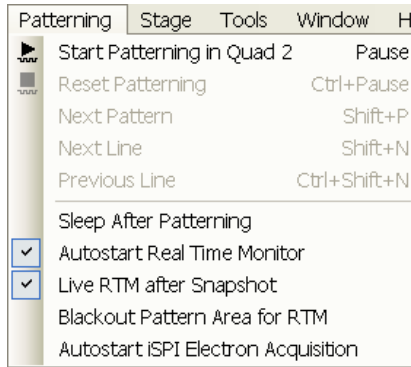 Patterning Stage Tools Window H
Start Patterning in Quad 2 Pause
Reset Patterning Ctrl+Pause
Next Pattern Shift+P
Next Line Shift+N
Previous Line Ctrl+Shift+N
Sleep After Patterning
Autostart Real Time Monitor
Live RTM after Snapshot
Blackout Pattern Area for RTM
Autostart iSPI Electron Acquisition